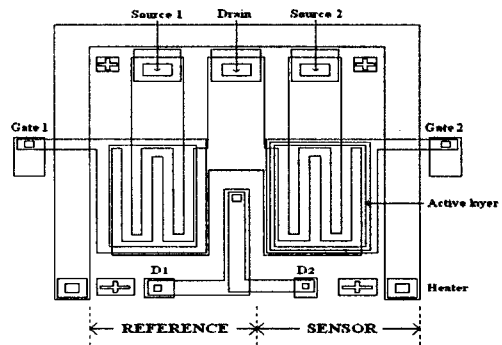 Source 1 Drain Source 2
Gate 1 Gate 2
Active layer
D1 D2
Heater
REFERENCE SENSOR